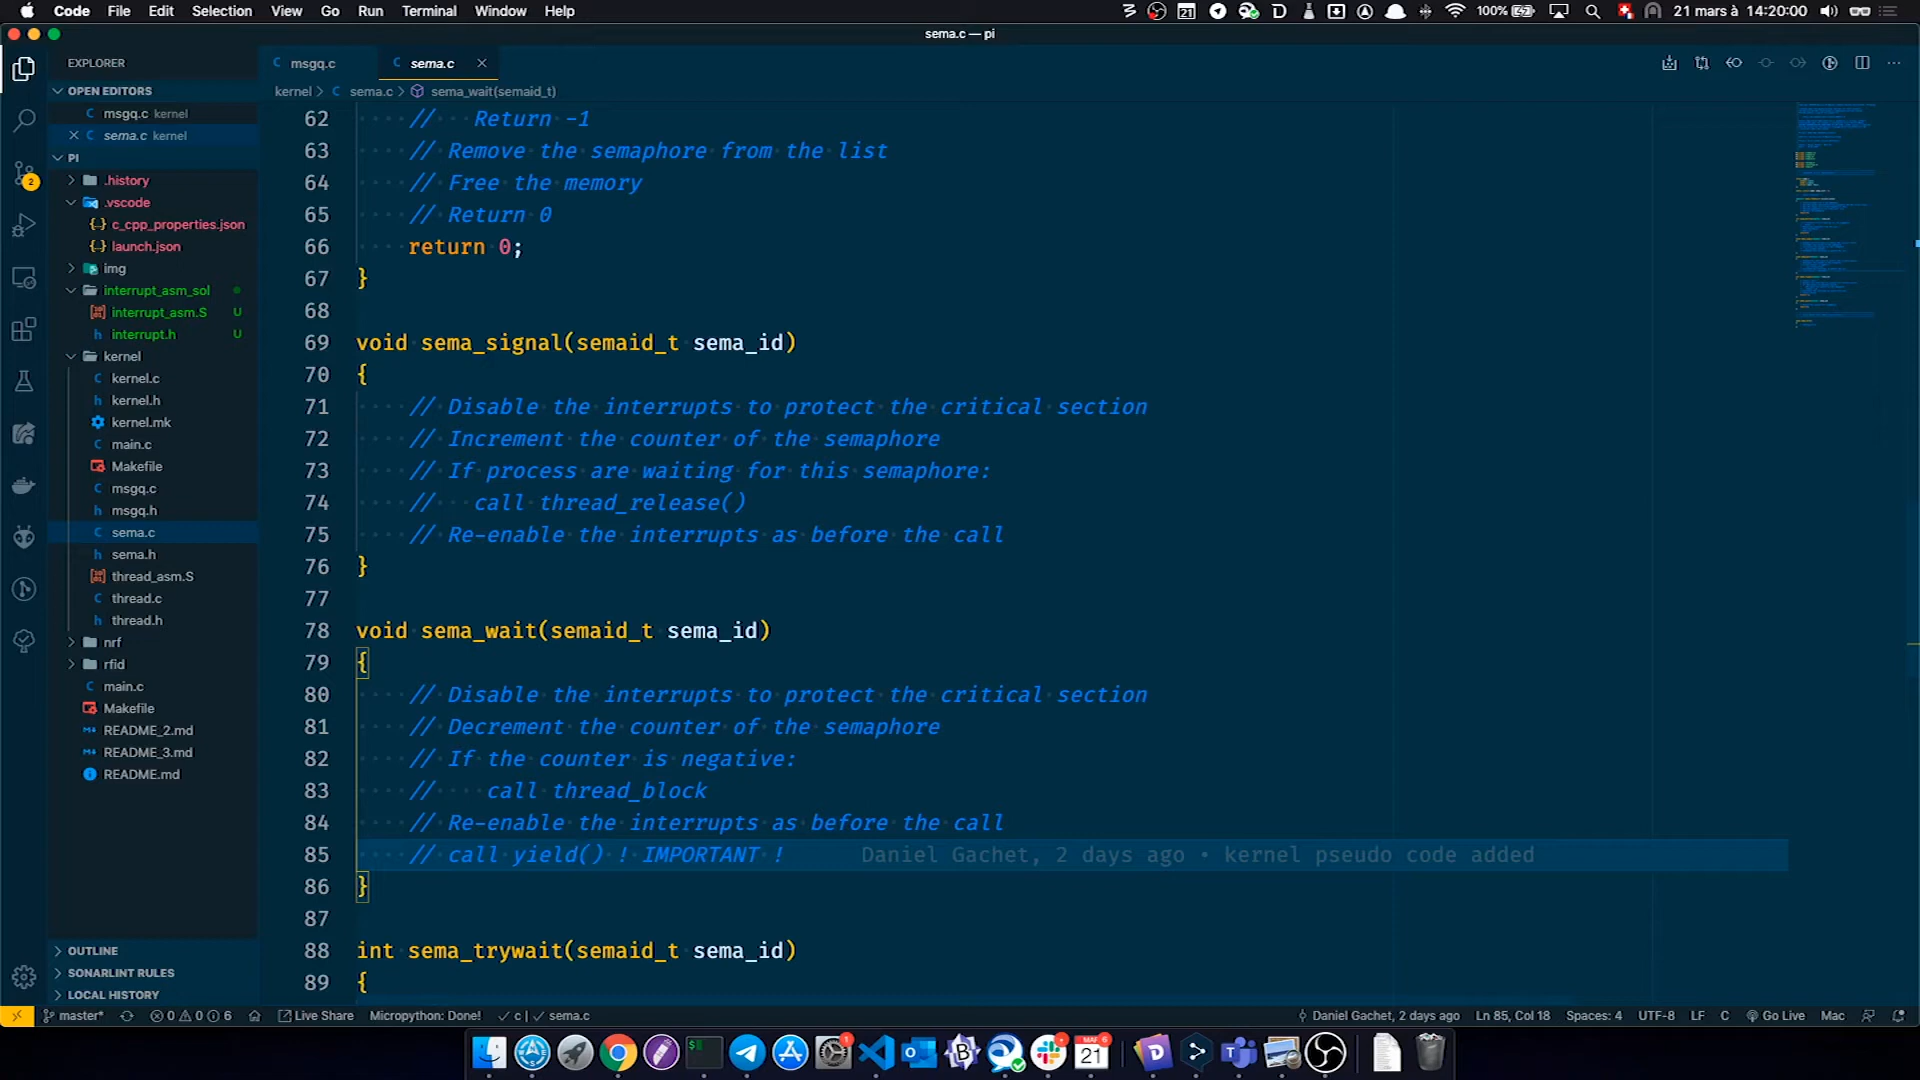 Code File Edit Selection View Go Run Terminal Window Help
100% 21 mars à 14:20:00
sema.c — pi
EXPLORER
OPEN EDITORS
msgq.c kernel
sema.c kernel
PI
.history
.vscode
c_cpp_properties.json
launch.json
img
interrupt_asm_sol
interrupt_asm.S U
interrupt.h U
kernel
kernel.c
kernel.h
kernel.mk
main.c
Makefile
msgq.c
msgq.h
sema.c
sema.h
thread_asm.S
thread.c
thread.h
nrf
rfid
main.c
Makefile
README_2.md
README_3.md
README.md
OUTLINE
SONARLINT RULES
LOCAL HISTORY
msgq.c sema.c
kernel > sema.c > sema_wait(semaid_t)
62 // Return -1
63 // Remove the semaphore from the list
64 // Free the memory
65 // Return 0
66 return 0;
67 }
68
69 void sema_signal(semaid_t sema_id)
70 {
71 // Disable the interrupts to protect the critical section
72 // Increment the counter of the semaphore
73 // If process are waiting for this semaphore:
74 // call thread_release()
75 // Re-enable the interrupts as before the call
76 }
77
78 void sema_wait(semaid_t sema_id)
79 {
80 // Disable the interrupts to protect the critical section
81 // Decrement the counter of the semaphore
82 // If the counter is negative:
83 // call thread_block
84 // Re-enable the interrupts as before the call
85 // call yield() ! IMPORTANT ! Daniel Gachet, 2 days ago • kernel pseudo code added
86 }
87
88 int sema_trywait(semaid_t sema_id)
89 {
master* 0 0 6 Live Share Micropython: Done! ✓ c | ✓ sema.c
Daniel Gachet, 2 days ago Ln 85, Col 18 Spaces: 4 UTF-8 LF C Go Live Mac